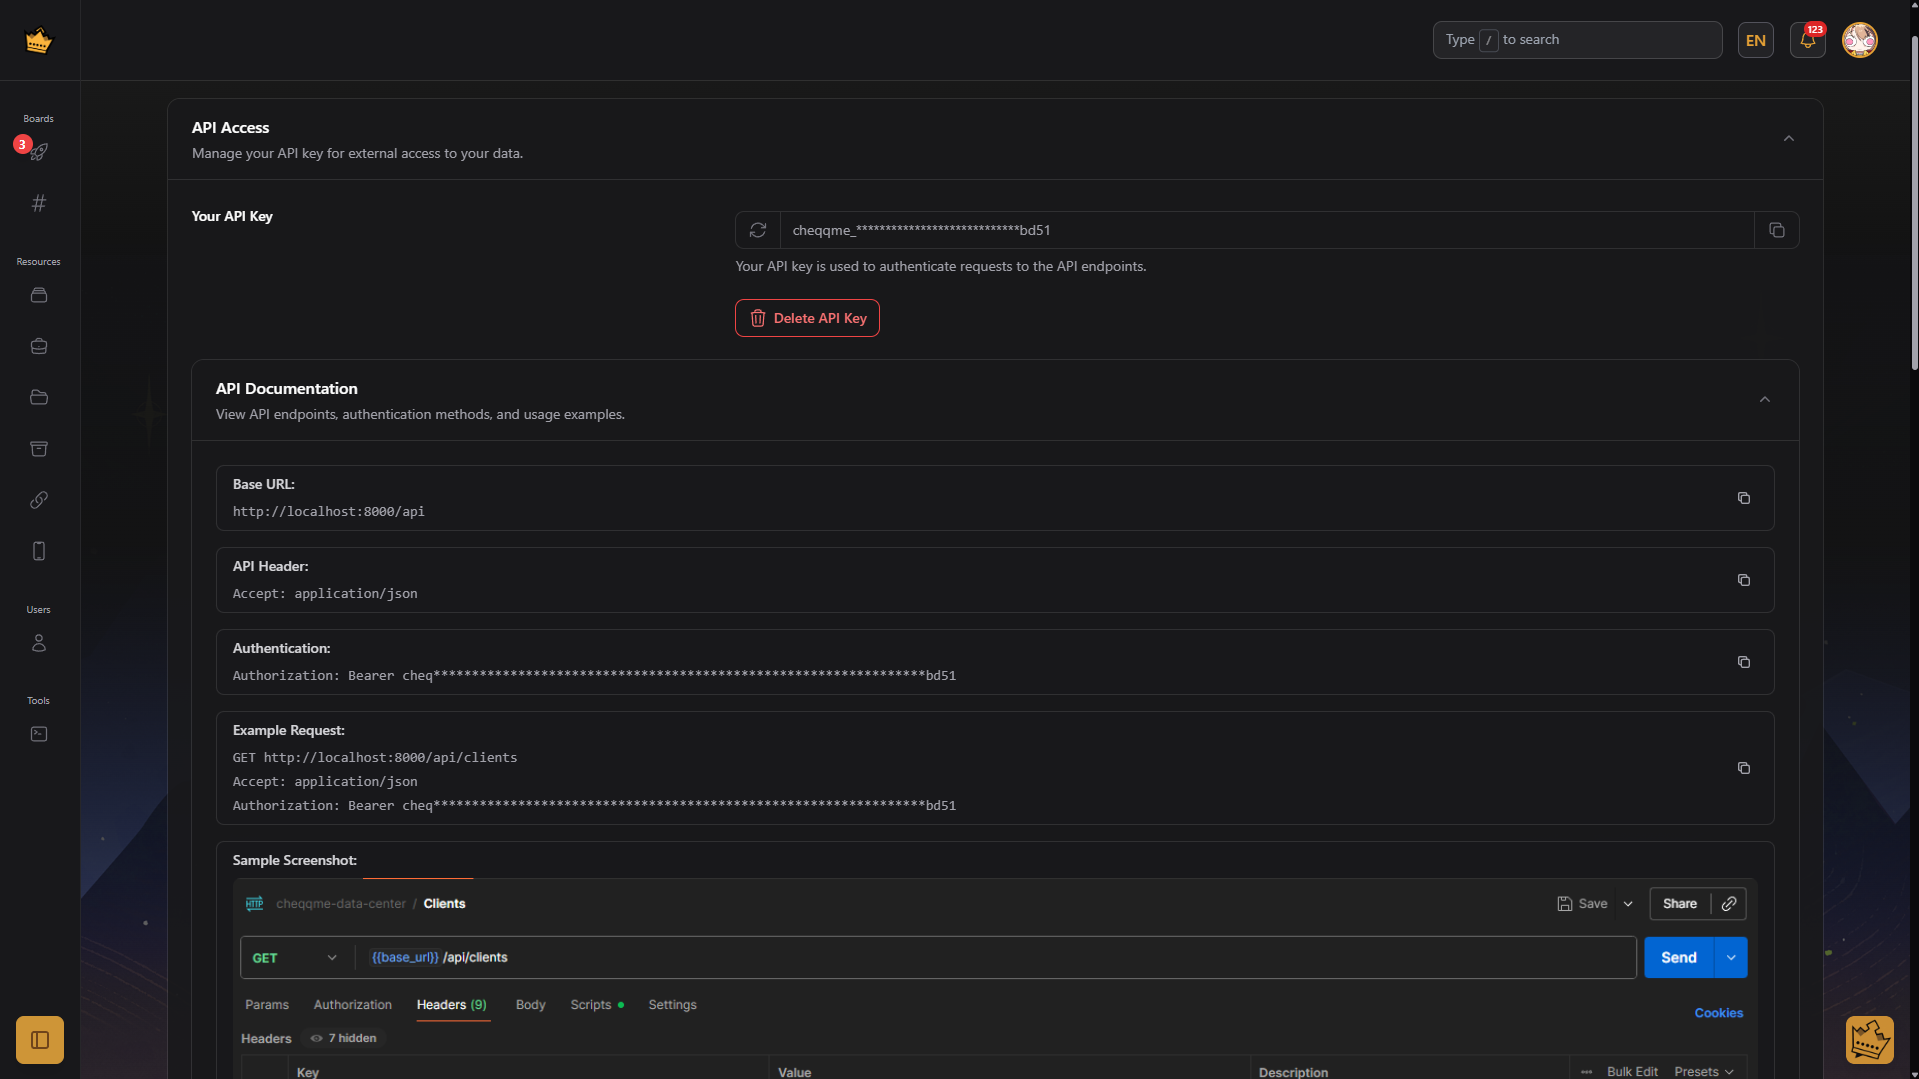 Type / to search
EN
123
Boards
3
Resources
Users
Tools
API Access
Manage your API key for external access to your data.
Your API Key
cheqqme_****************************bd51
Your API key is used to authenticate requests to the API endpoints.
Delete API Key
API Documentation
View API endpoints, authentication methods, and usage examples.
Base URL:
http://localhost:8000/api
API Header:
Accept: application/json
Authentication:
Authorization: Bearer cheq****************************************************************bd51
Example Request:
GET http://localhost:8000/api/clients
Accept: application/json
Authorization: Bearer cheq****************************************************************bd51
Sample Screenshot:
HTTP cheqqme-data-center / Clients
Save
Share
GET {{base_url}} /api/clients
Send
Params Authorization Headers (9) Body Scripts Settings
Cookies
Headers 7 hidden
Key Value Description ••• Bulk Edit Presets